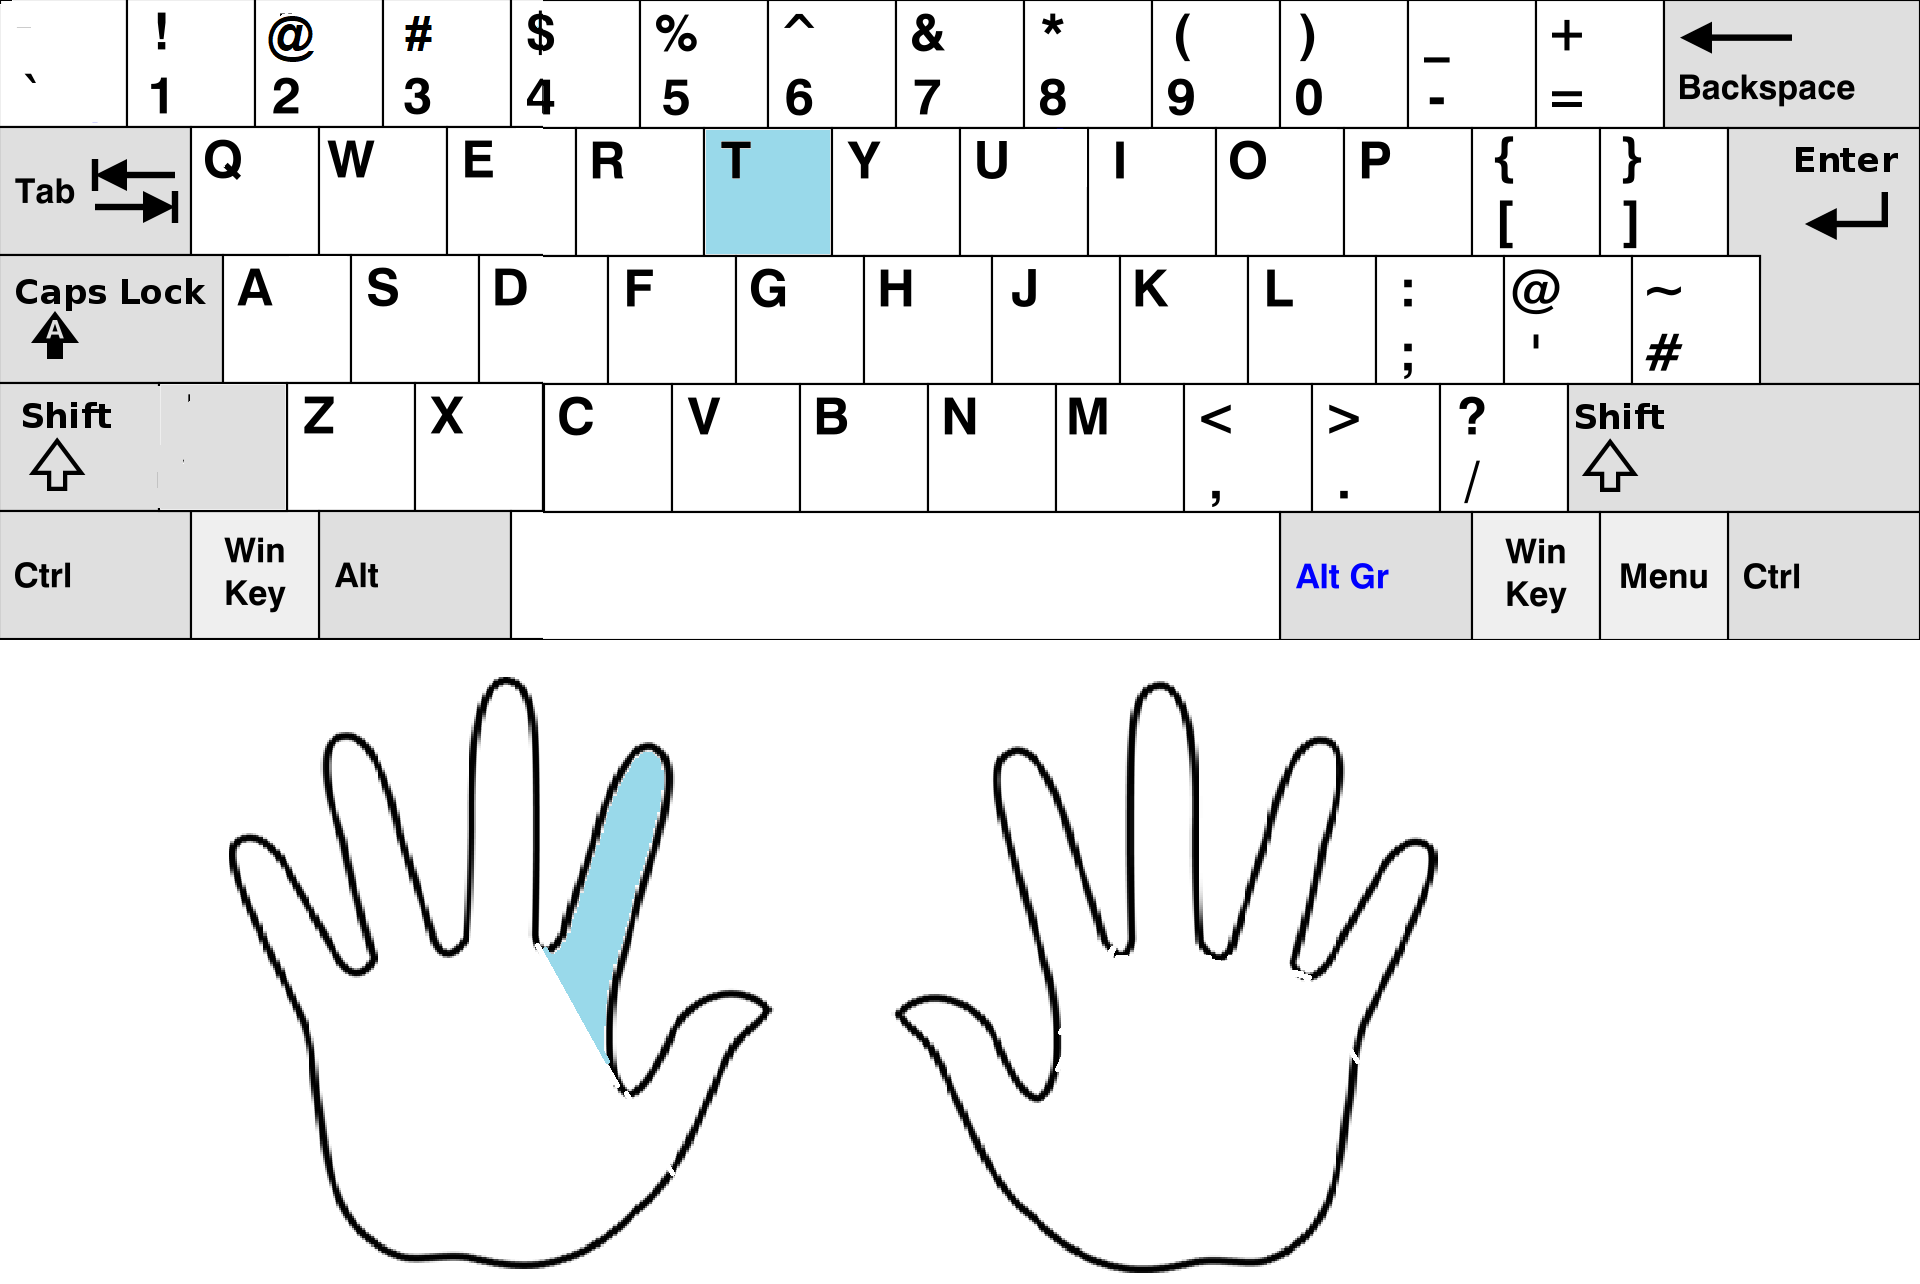 ! @ # $ % ^ & * ( ) _ +
` 1 2 3 4 5 6 7 8 9 0 - = Backspace
Tab Q W E R T Y U I O P { } Enter
[ ]
Caps Lock A S D F G H J K L : @ ~
A ; ' #
Shift Z X C V B N M < > ? Shift
, . /
Ctrl Win Key Alt Alt Gr Win Key Menu Ctrl